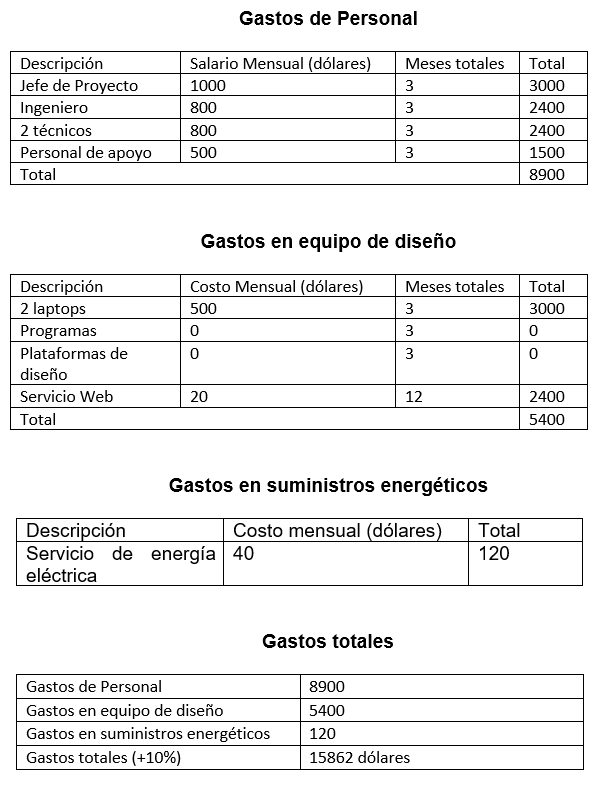 Gastos de Personal
Descripción Salario Mensual (dólares) Meses totales Total
Jefe de Proyecto 1000 3 3000
Ingeniero 800 3 2400
2 técnicos 800 3 2400
Personal de apoyo 500 3 1500
Total 8900
Gastos en equipo de diseño
Descripción Costo Mensual (dólares) Meses totales Total
2 laptops 500 3 3000
Programas 0 3 0
Plataformas de 0 3 0
diseño
Servicio Web 20 12 2400
Total 5400
Gastos en suministros energéticos
Descripción Costo mensual (dólares) Total
Servicio de energía 40 120
eléctrica
Gastos totales
Gastos de Personal 8900
Gastos en equipo de diseño 5400
Gastos en suministros energéticos 120
Gastos totales (+10%) 15862 dólares